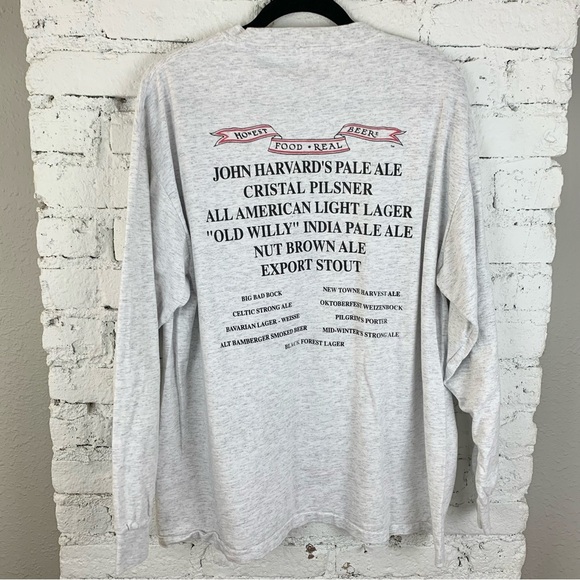 HONEST FOOD • REAL BEER
JOHN HARVARD'S PALE ALE
CRISTAL PILSNER
ALL AMERICAN LIGHT LAGER
"OLD WILLY" INDIA PALE ALE
NUT BROWN ALE
EXPORT STOUT
BIG BAD BOCK
CELTIC STRONG ALE
BAVARIAN LAGER - WEISSE
ALT BAMBERGER SMOKED BEER
NEW TOWNE HARVEST ALE
OKTOBERFEST WEIZENBOCK
PILGRIM'S PORTER
MID-WINTER'S STRONG ALE
BLACK FOREST LAGER